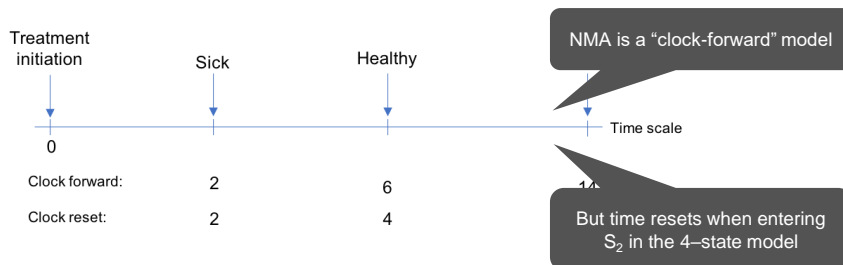 Treatment
initiation
Sick
Healthy
NMA is a “clock-forward” model
Time scale
0
Clock forward:
2
6
14
Clock reset:
2
4
But time resets when entering
S₂ in the 4–state model